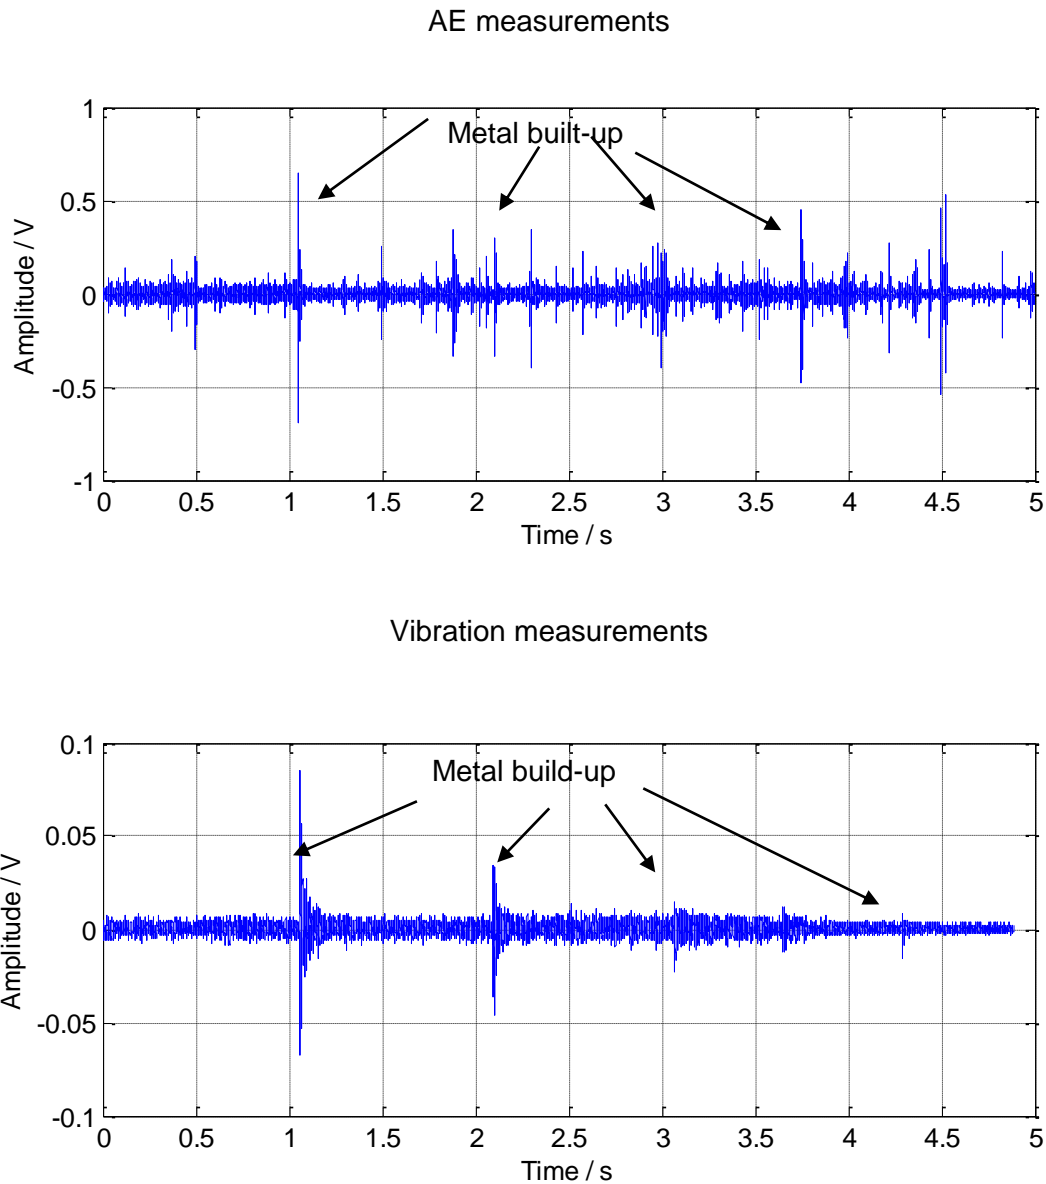 AE measurements
1
Metal built-up
0.5
0
-0.5
-1
Amplitude / V
0 0.5 1 1.5 2 2.5 3 3.5 4 4.5 5
Time / s
Vibration measurements
0.1
Metal build-up
0.05
0
-0.05
-0.1
Amplitude / V
0 0.5 1 1.5 2 2.5 3 3.5 4 4.5 5
Time / s